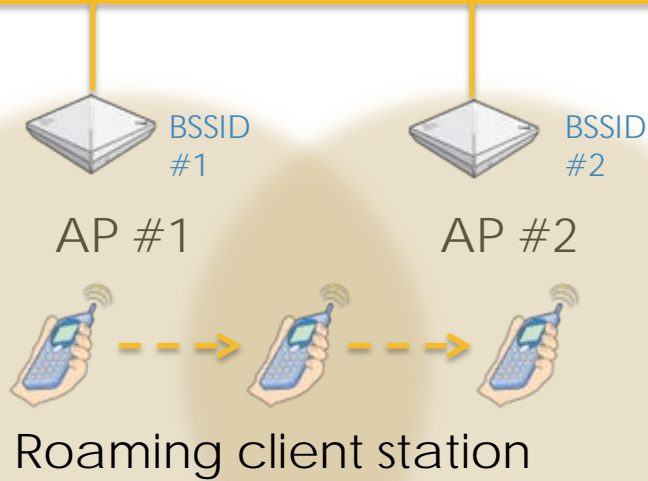 BSSID
#1
BSSID
#2
AP #1
AP #2
Roaming client station